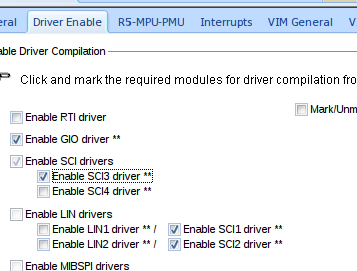 eral Driver Enable R5-MPU-PMU Interrupts VIM General V
able Driver Compilation
Click and mark the required modules for driver compilation fro
Mark/Unm
Enable RTI driver
Enable GIO driver **
Enable SCI drivers
Enable SCI3 driver **
Enable SCI4 driver **
Enable LIN drivers
Enable LIN1 driver ** / Enable SCI1 driver **
Enable LIN2 driver ** / Enable SCI2 driver **
Enable MIBSPI drivers